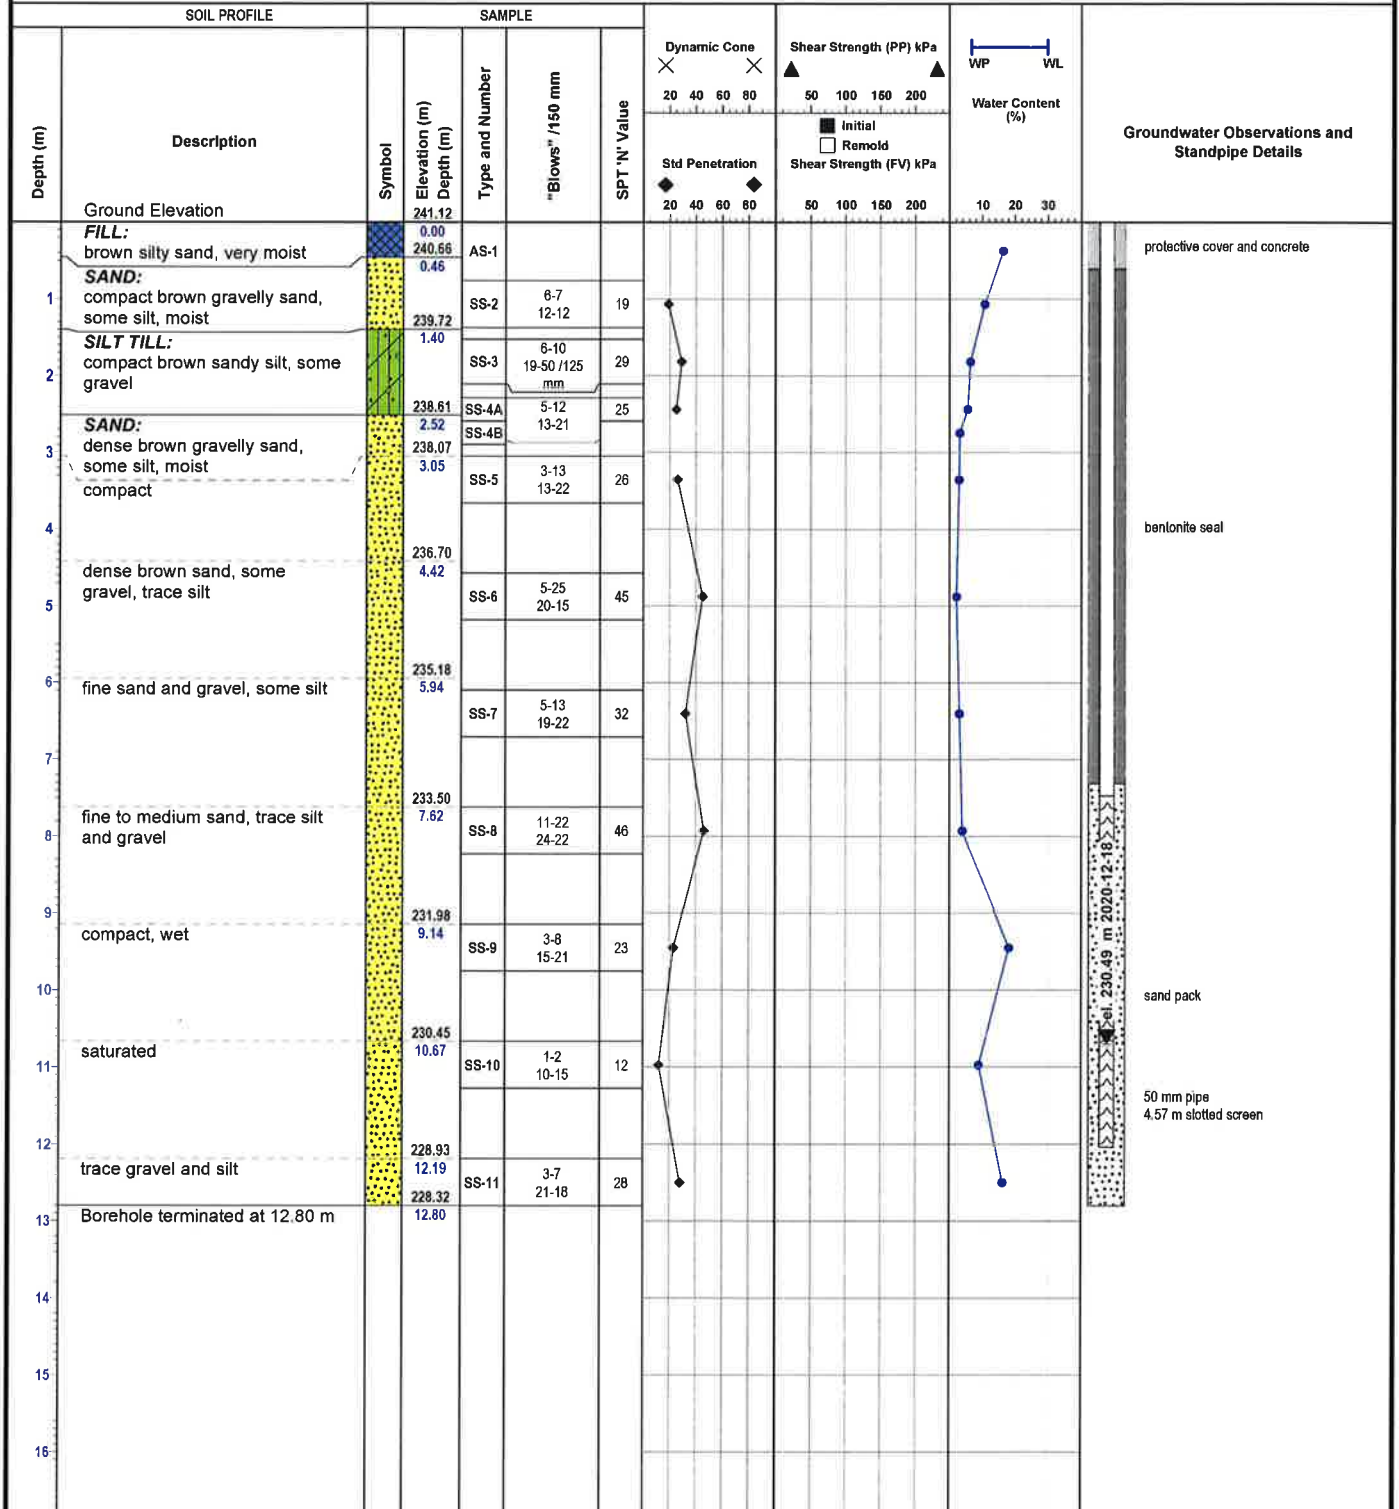 SOIL PROFILE
SAMPLE
Depth (m)
Description
Symbol
Elevation (m)
Depth (m)
Type and Number
"Blows" /150 mm
SPT 'N' Value
Dynamic Cone
20 40 60 80
Std Penetration
20 40 60 80
Shear Strength (PP) kPa
50 100 150 200
Initial
Remold
Shear Strength (FV) kPa
50 100 150 200
WP WL
Water Content
(%)
10 20 30
Groundwater Observations and
Standpipe Details
Ground Elevation
241.12
FILL:
0.00
brown silty sand, very moist
240.66
AS-1
protective cover and concrete
0.46
SAND:
compact brown gravelly sand,
some silt, moist
1
SS-2
6-7
12-12
19
239.72
1.40
SILT TILL:
compact brown sandy silt, some
gravel
2
SS-3
6-10
19-50 /125
mm
29
238.61
SS-4A
5-12
13-21
25
2.52
SS-4B
SAND:
dense brown gravelly sand,
some silt, moist
238.07
3
3.05
compact
SS-5
3-13
13-22
26
4
bentonite seal
236.70
4.42
dense brown sand, some
gravel, trace silt
5
SS-6
5-25
20-15
45
235.18
6
5.94
fine sand and gravel, some silt
SS-7
5-13
19-22
32
7
233.50
7.62
fine to medium sand, trace silt
and gravel
8
SS-8
11-22
24-22
46
9
231.98
9.14
compact, wet
SS-9
3-8
15-21
23
el. 230.49 m 2020-12-18
10
sand pack
230.45
10.67
saturated
11
SS-10
1-2
10-15
12
50 mm pipe
4.57 m slotted screen
12
228.93
12.19
trace gravel and silt
SS-11
3-7
21-18
28
228.32
12.80
Borehole terminated at 12.80 m
13
14
15
16